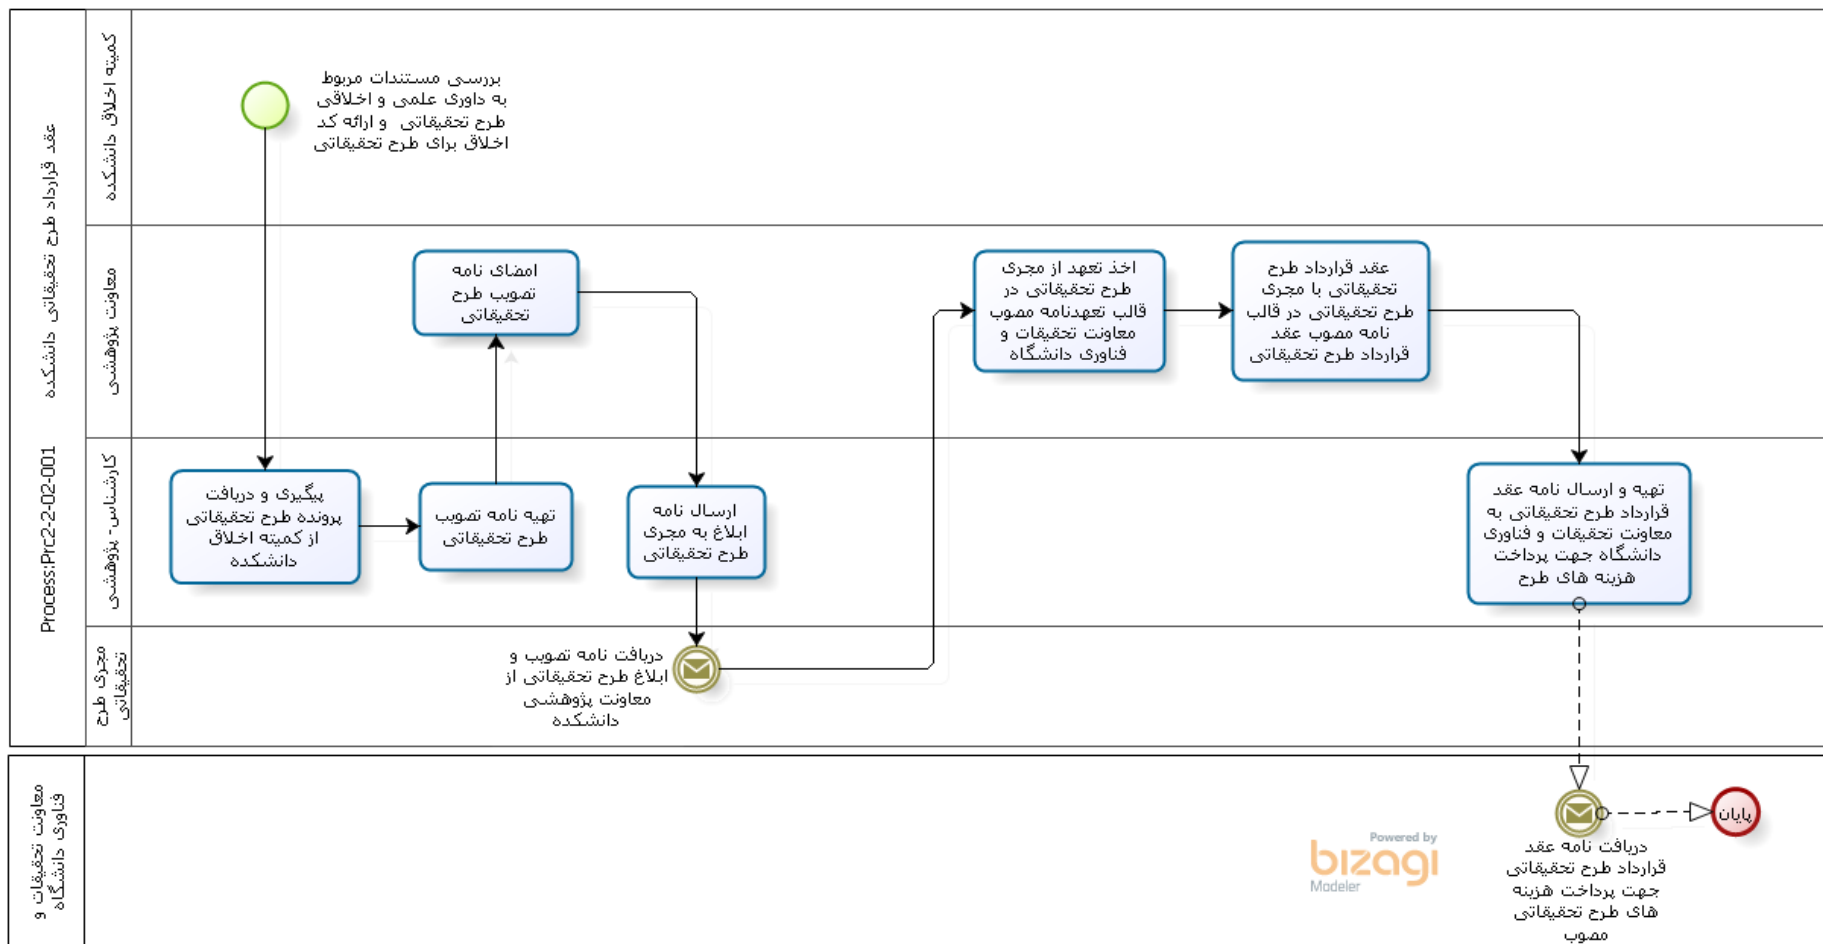 عقد قرارداد طرح تحقیقاتی دانشکده
Process:Prc2-2-02-001
کمیته اخلاق دانشکده
بررسی مستندات مربوط
به داوری علمی و اخلاقی
طرح تحقیقاتی و ارائه کد
اخلاق برای طرح تحقیقاتی
معاونت پژوهشی
امضای نامه
تصویب طرح
تحقیقاتی
اخذ تعهد از مجری
طرح تحقیقاتی در
قالب تعهدنامه مصوب
معاونت تحقیقات و
فناوری دانشگاه
عقد قرارداد طرح
تحقیقاتی با مجری
طرح تحقیقاتی در قالب
نامه مصوب عقد
قرارداد طرح تحقیقاتی
کارشناس- پژوهشی
پیگیری و دریافت
پرونده طرح تحقیقاتی
از کمیته اخلاق
دانشکده
تهیه نامه تصویب
طرح تحقیقاتی
ارسال نامه
ابلاغ به مجری
طرح تحقیقاتی
تهیه و ارسال نامه عقد
قرارداد طرح تحقیقاتی به
معاونت تحقیقات و فناوری
دانشگاه جهت پرداخت
هزینه های طرح
مجری طرح
تحقیقاتی
دریافت نامه تصویب و
ابلاغ طرح تحقیقاتی از
معاونت پژوهشی
دانشکده
معاونت تحقیقات و
فناوری دانشگاه
پایان
دریافت نامه عقد
قرارداد طرح تحقیقاتی
جهت پرداخت هزینه
های طرح تحقیقاتی
مصوب
Powered by
bizagi
Modeler